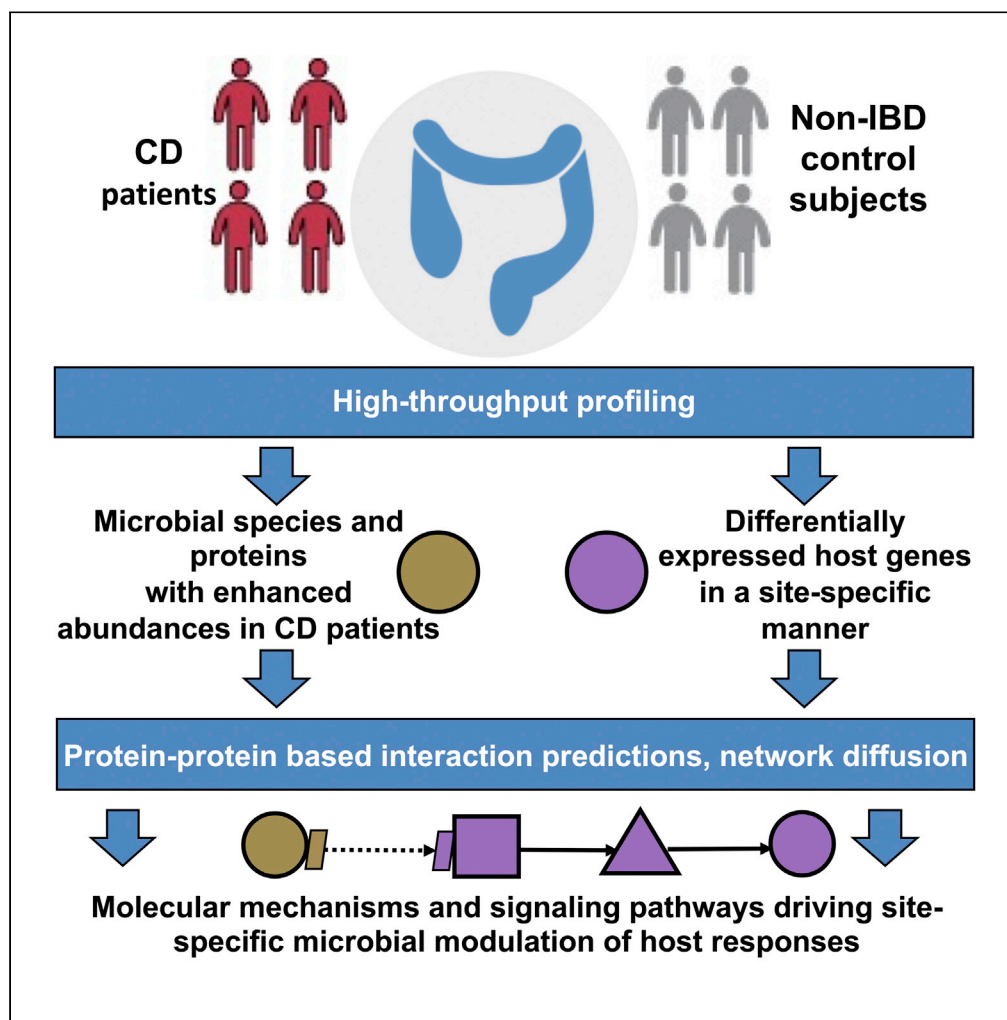 CD
patients
Non-IBD
control
subjects
High-throughput profiling
Microbial species and
proteins
with enhanced
abundances in CD patients
Differentially
expressed host genes
in a site-specific
manner
Protein-protein based interaction predictions, network diffusion
Molecular mechanisms and signaling pathways driving site-
specific microbial modulation of host responses